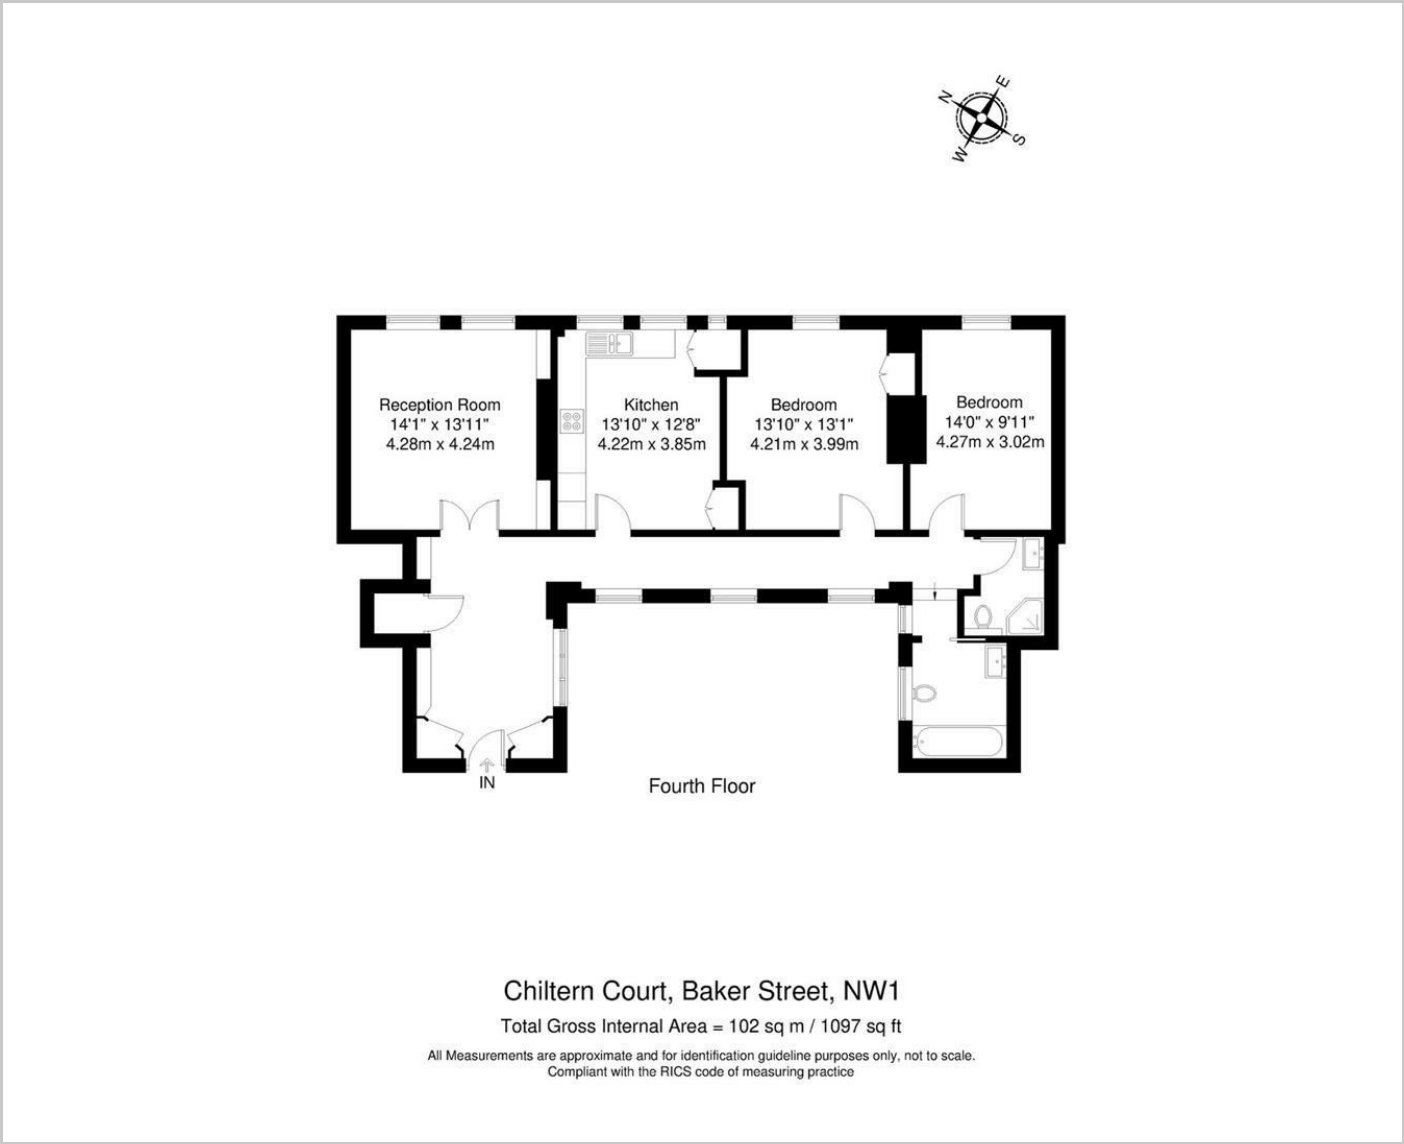 E
N
S
W
Reception Room
14'1" x 13'11"
4.28m x 4.24m
Kitchen
13'10" x 12'8"
4.22m x 3.85m
Bedroom
13'10" x 13'1"
4.21m x 3.99m
Bedroom
14'0" x 9'11"
4.27m x 3.02m
IN
Fourth Floor
Chiltern Court, Baker Street, NW1
Total Gross Internal Area = 102 sq m / 1097 sq ft
All Measurements are approximate and for identification guideline purposes only, not to scale.
Compliant with the RICS code of measuring practice